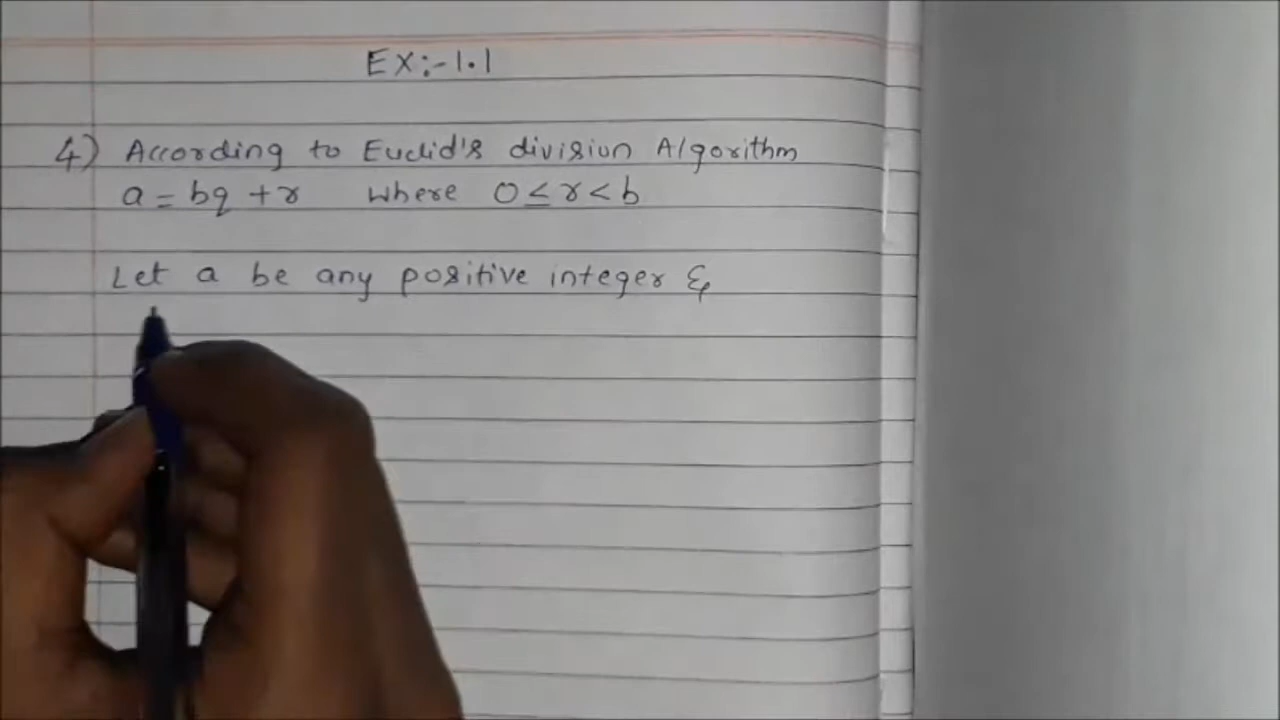 EX:-1.1
4) According to Euclid's division Algorithm
a = bq + r where 0 ≤ r < b
Let a be any positive integer &